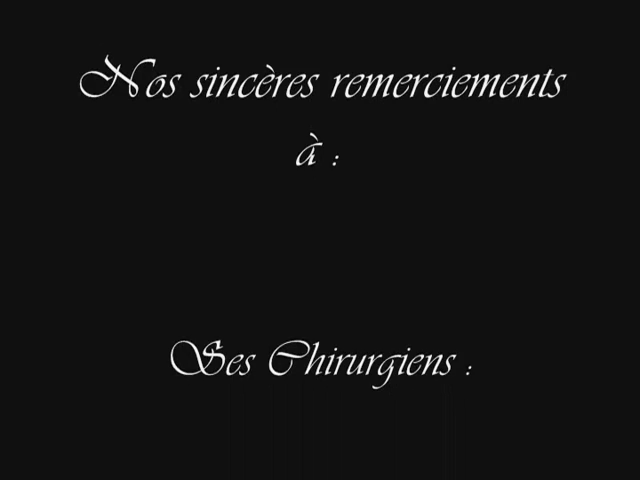 Nos sincères remerciements
à :
Ses Chirurgiens :